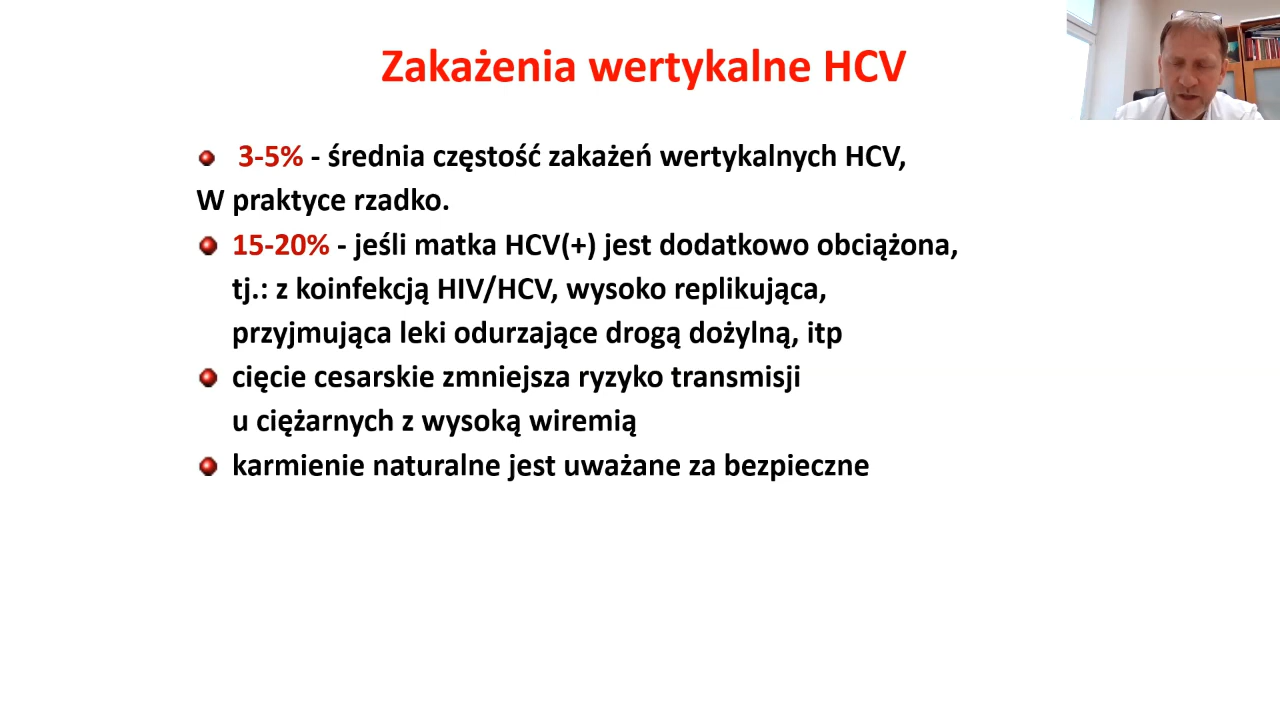 Zakażenia wertykalne HCV
3-5% - średnia częstość zakażeń wertykalnych HCV,
W praktyce rzadko.
15-20% - jeśli matka HCV(+) jest dodatkowo obciążona,
tj.: z koinfekcją HIV/HCV, wysoko replikująca,
przyjmująca leki odurzające drogą dożylną, itp
cięcie cesarskie zmniejsza ryzyko transmisji
u ciężarnych z wysoką wiremią
karmienie naturalne jest uważane za bezpieczne